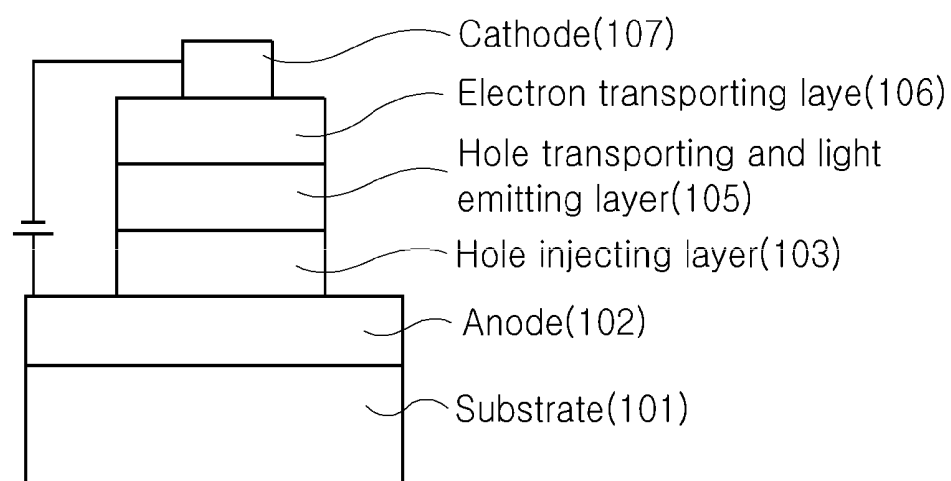 Cathode(107)
Electron transporting laye(106)
Hole transporting and light
emitting layer(105)
Hole injecting layer(103)
Anode(102)
Substrate(101)